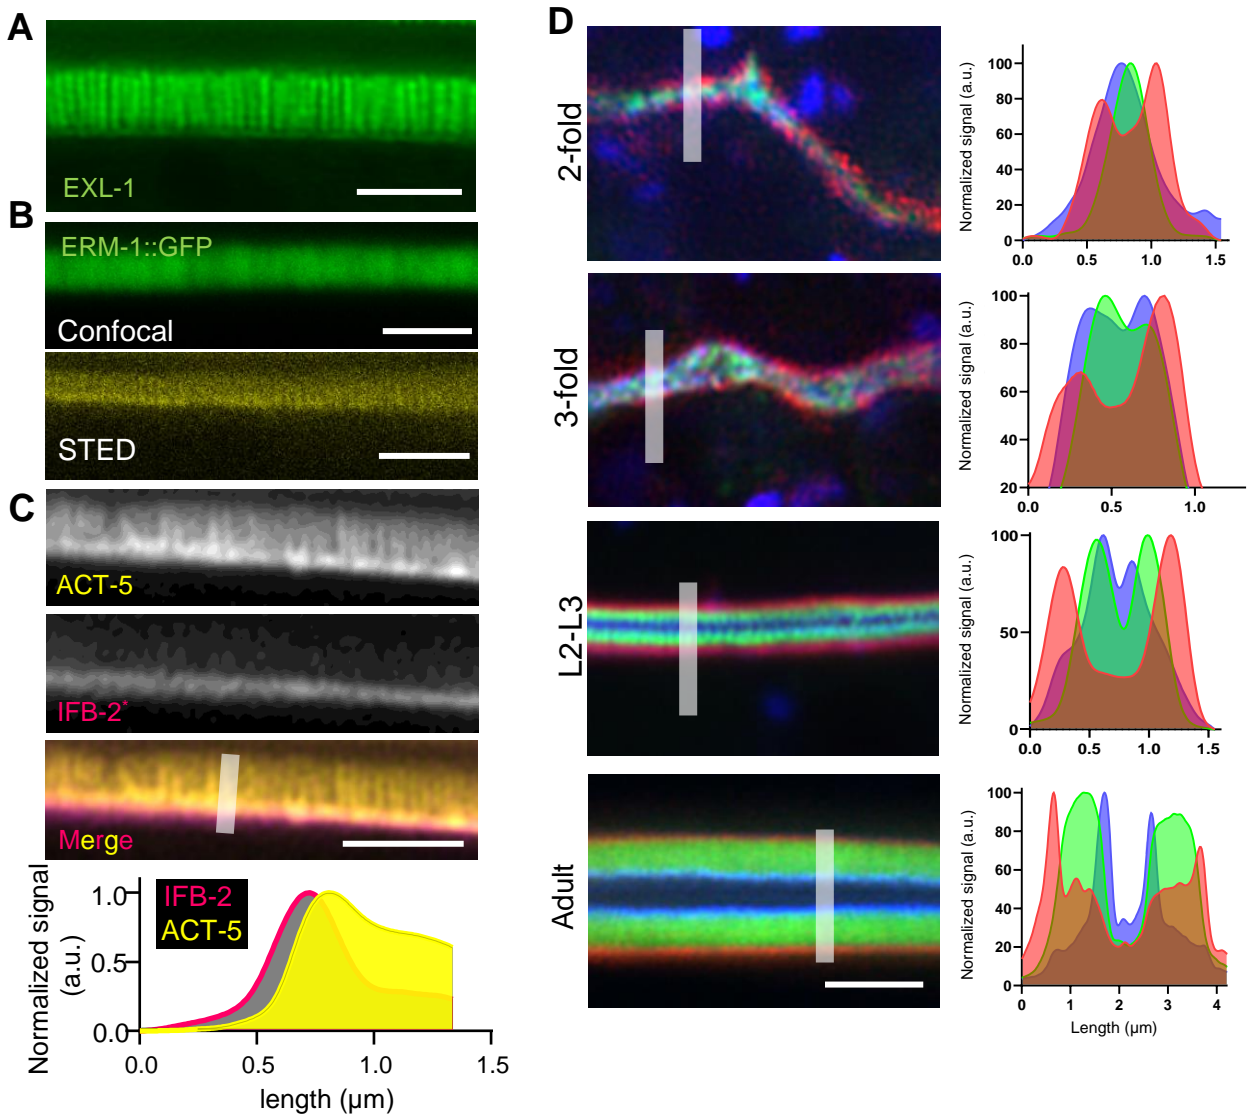 A
EXL-1
B
ERM-1::GFP
Confocal
STED
C
ACT-5
IFB-2*
Merge
Normalized signal
(a.u.)
1.0
0.5
0.0
IFB-2
ACT-5
0.0 0.5 1.0 1.5
length (µm)
D
2-fold
Normalized signal (a.u.)
100
80
60
40
20
0
0.0 0.5 1.0 1.5
3-fold
Normalized signal (a.u.)
100
80
60
40
20
0.0 0.5 1.0
L2-L3
Normalized signal (a.u.)
100
50
0
0.0 0.5 1.0 1.5
Adult
Normalized signal (a.u.)
100
80
60
40
20
0
0 1 2 3 4
Length (µm)